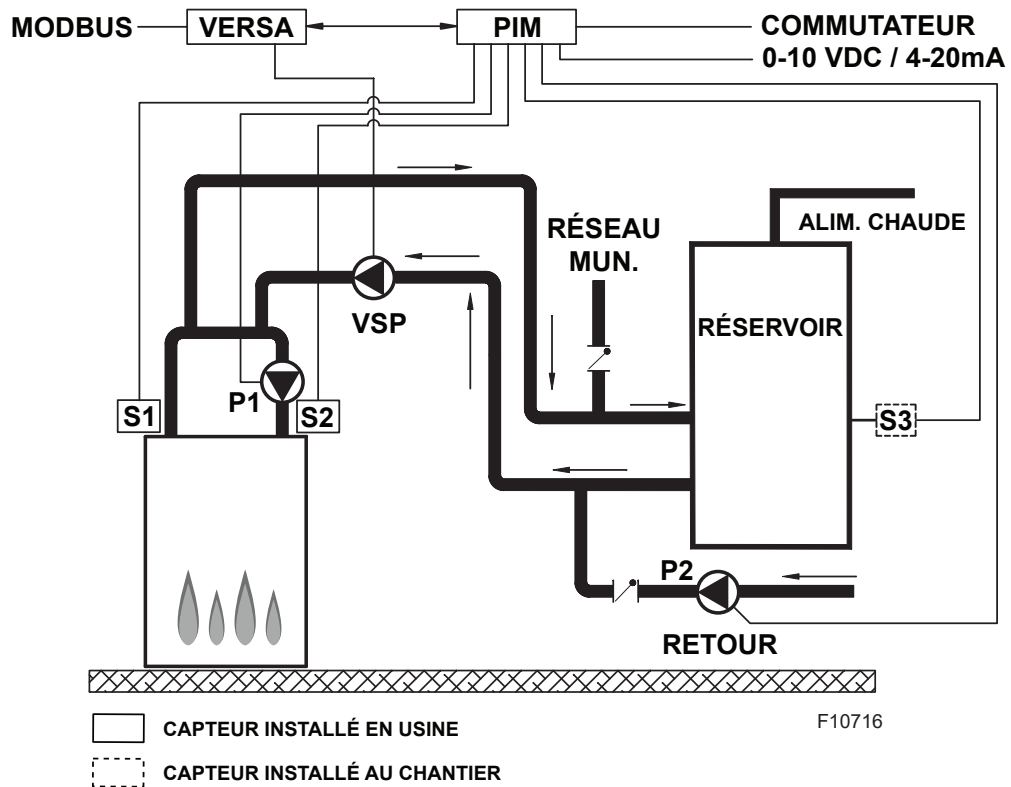 MODBUS
VERSA
PIM
COMMUTATEUR
0-10 VDC / 4-20mA
RÉSEAU
MUN.
ALIM. CHAUDE
VSP
RÉSERVOIR
P1
S1
S2
S3
P2
RETOUR
F10716
CAPTEUR INSTALLÉ EN USINE
CAPTEUR INSTALLÉ AU CHANTIER